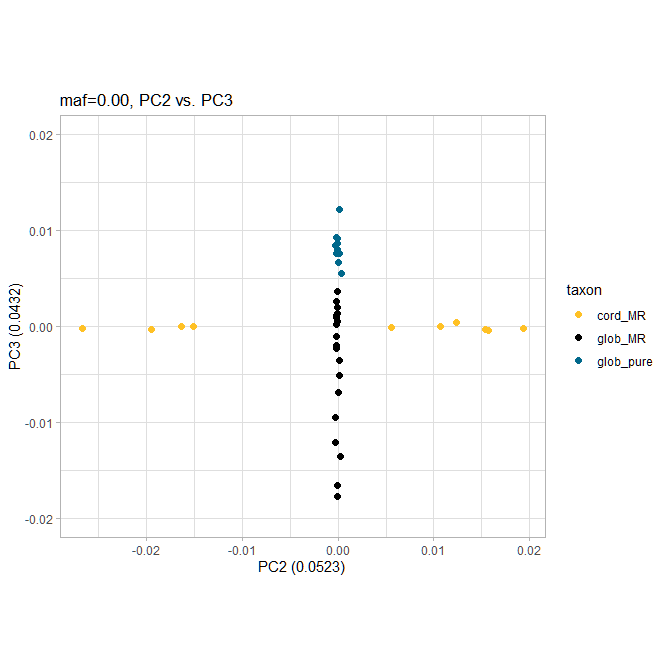 maf=0.00, PC2 vs. PC3
0.02
0.01
0.00
-0.01
-0.02
PC3 (0.0432)
-0.02
-0.01
0.00
0.01
0.02
PC2 (0.0523)
taxon
cord_MR
glob_MR
glob_pure